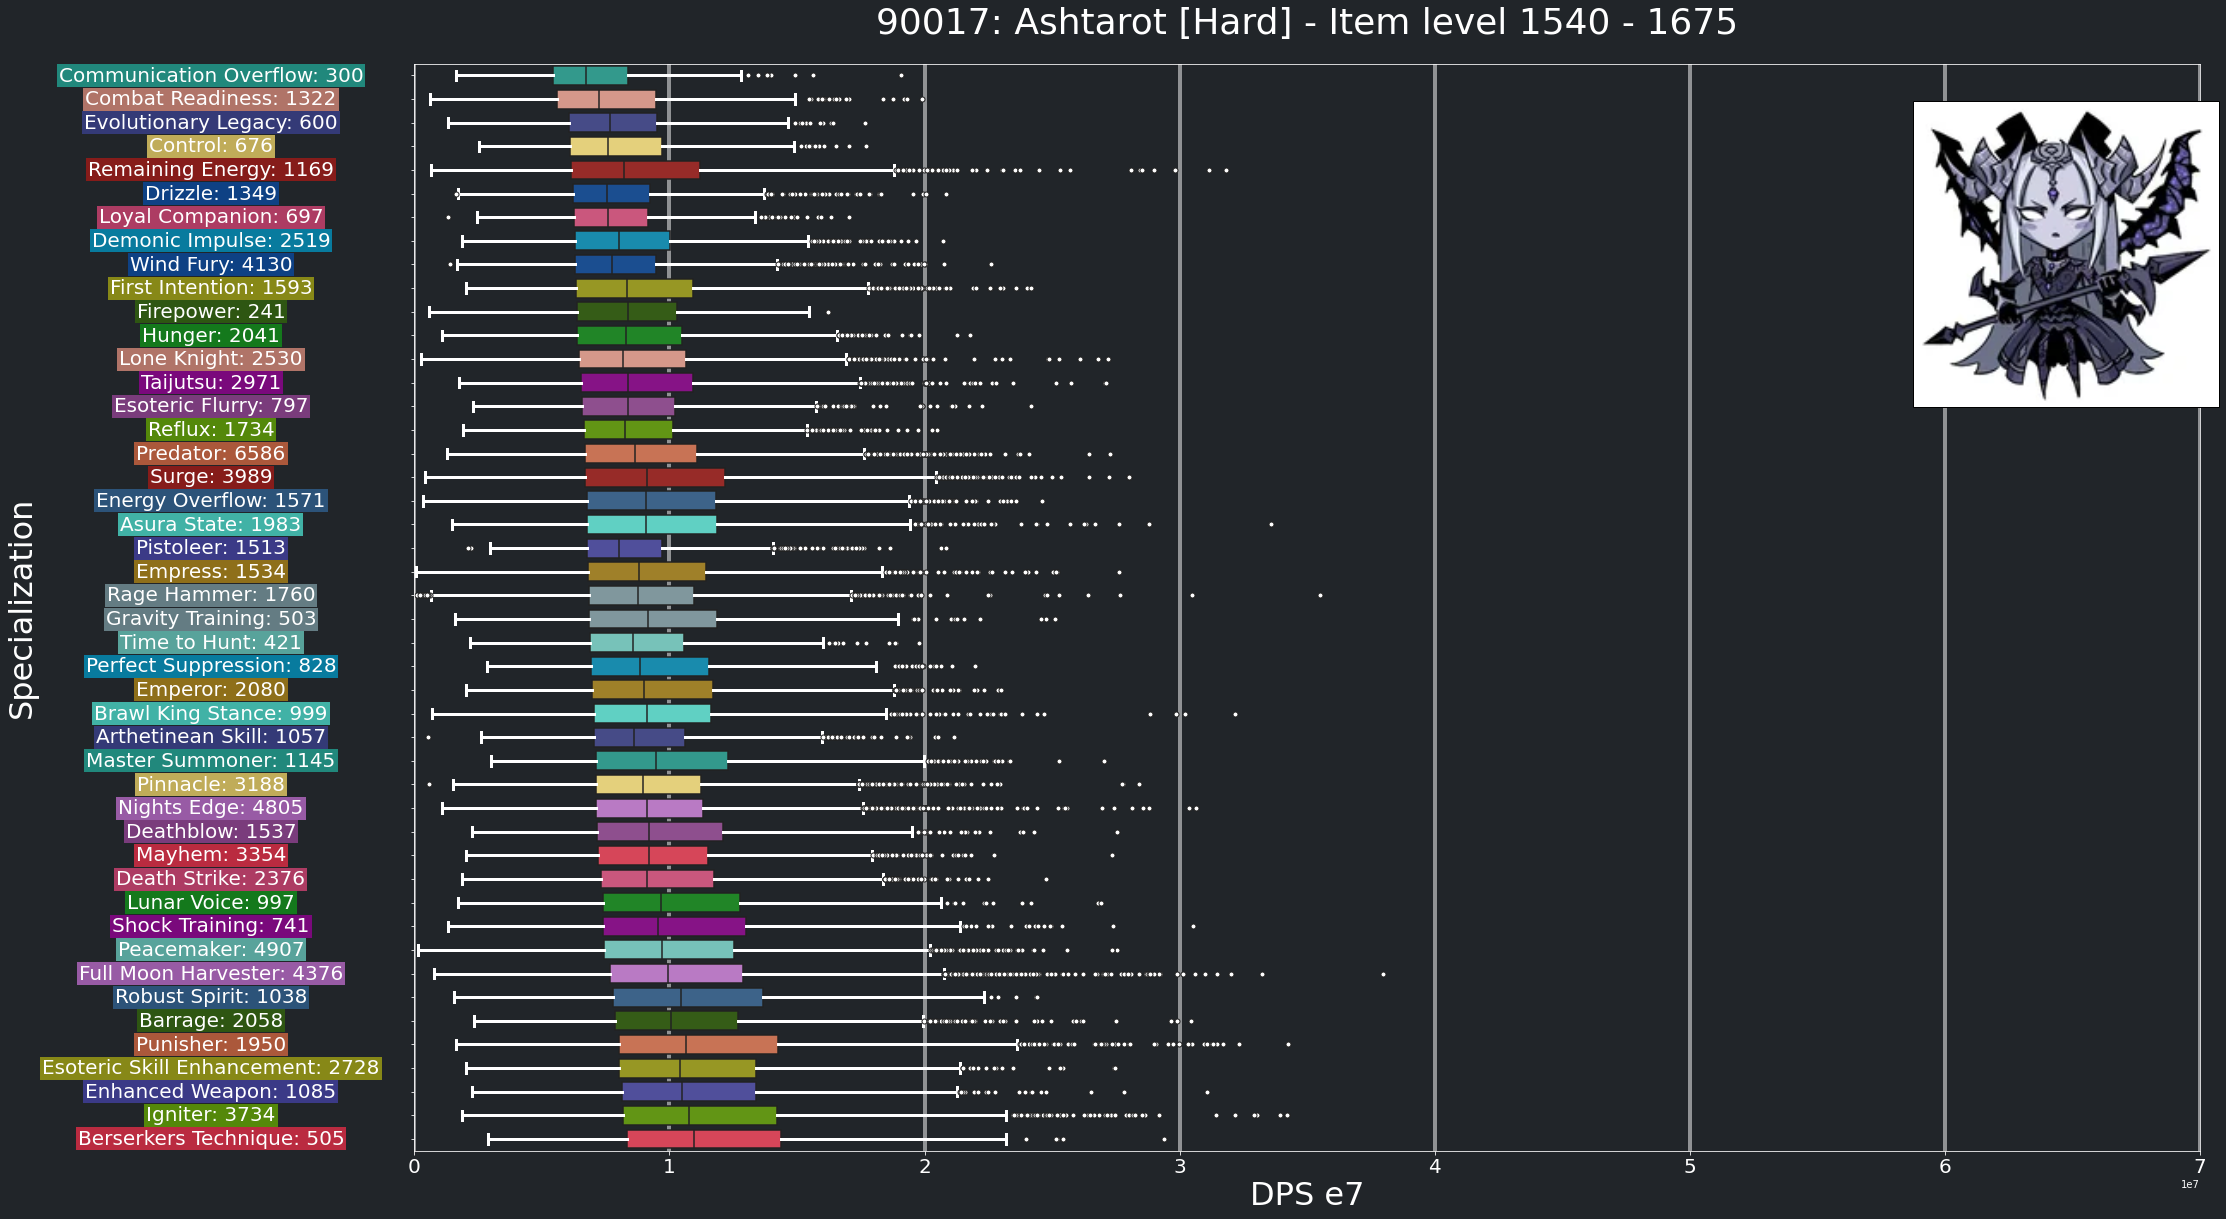 90017: Ashtarot [Hard] - Item level 1540 - 1675
Specialization
Communication Overflow: 300
Combat Readiness: 1322
Evolutionary Legacy: 600
Control: 676
Remaining Energy: 1169
Drizzle: 1349
Loyal Companion: 697
Demonic Impulse: 2519
Wind Fury: 4130
First Intention: 1593
Firepower: 241
Hunger: 2041
Lone Knight: 2530
Taijutsu: 2971
Esoteric Flurry: 797
Reflux: 1734
Predator: 6586
Surge: 3989
Energy Overflow: 1571
Asura State: 1983
Pistoleer: 1513
Empress: 1534
Rage Hammer: 1760
Gravity Training: 503
Time to Hunt: 421
Perfect Suppression: 828
Emperor: 2080
Brawl King Stance: 999
Arthetinean Skill: 1057
Master Summoner: 1145
Pinnacle: 3188
Nights Edge: 4805
Deathblow: 1537
Mayhem: 3354
Death Strike: 2376
Lunar Voice: 997
Shock Training: 741
Peacemaker: 4907
Full Moon Harvester: 4376
Robust Spirit: 1038
Barrage: 2058
Punisher: 1950
Esoteric Skill Enhancement: 2728
Enhanced Weapon: 1085
Igniter: 3734
Berserkers Technique: 505
0 1 2 3 4 5 6 7
1e7
DPS e7